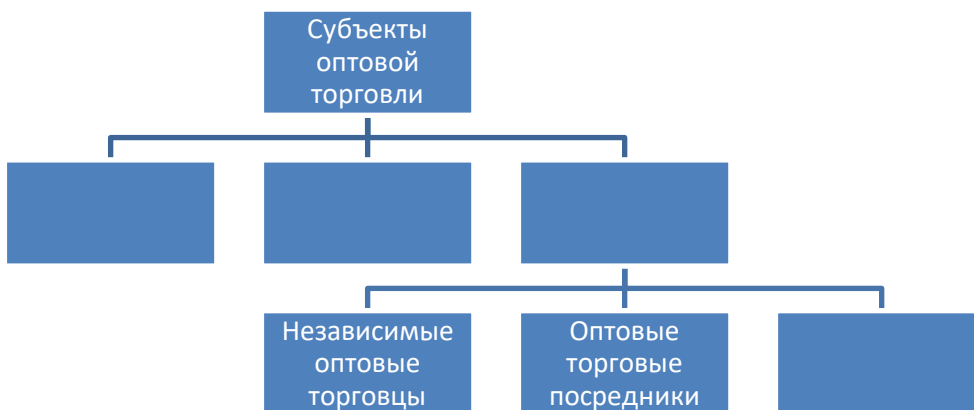 Субъекты
оптовой
торговли
Независимые
оптовые
торговцы
Оптовые
торговые
посредники